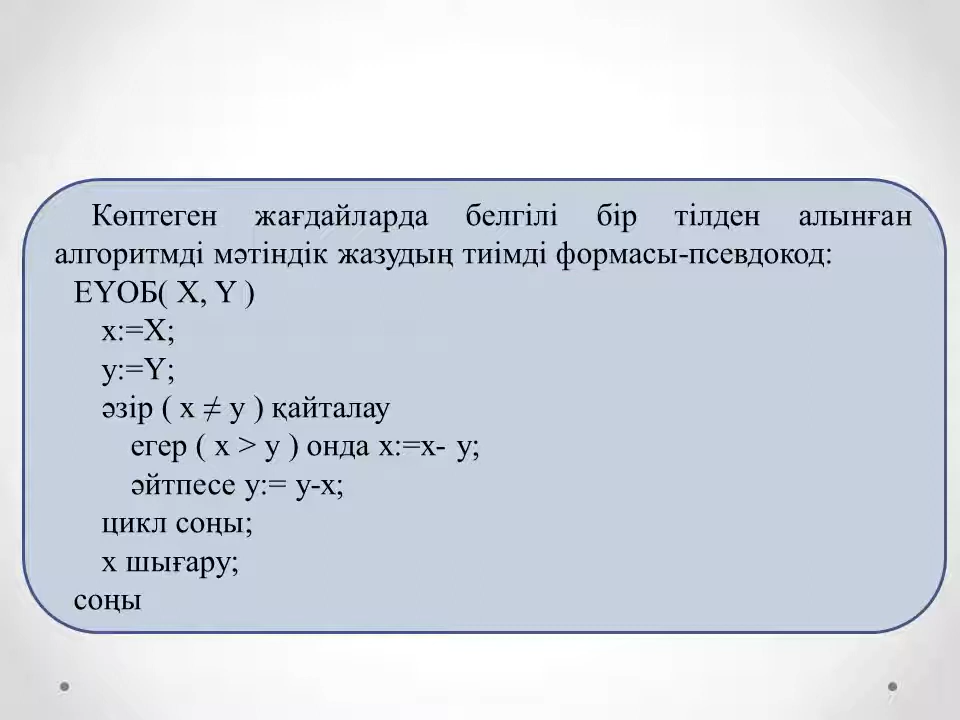 Көптеген жағдайларда белгілі бір тілден алынған
алгоритмді мәтіндік жазудың тиімді формасы-псевдокод:
ЕҮОБ( X, Y )
x:=X;
y:=Y;
әзір ( x ≠ y ) қайталау
егер ( x > y ) онда x:=x- y;
әйтпесе y:= y-x;
цикл соңы;
x шығару;
соңы